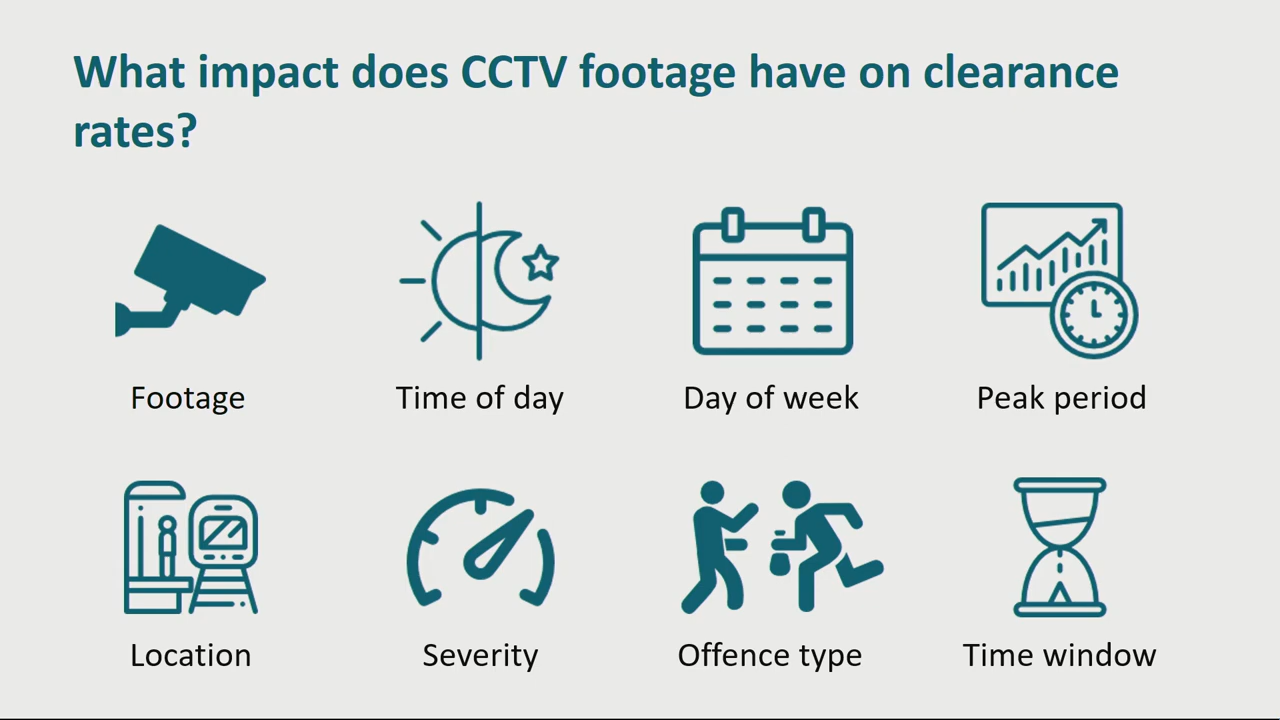 What impact does CCTV footage have on clearance
rates?
Footage
Time of day
Day of week
Peak period
Location
Severity
Offence type
Time window